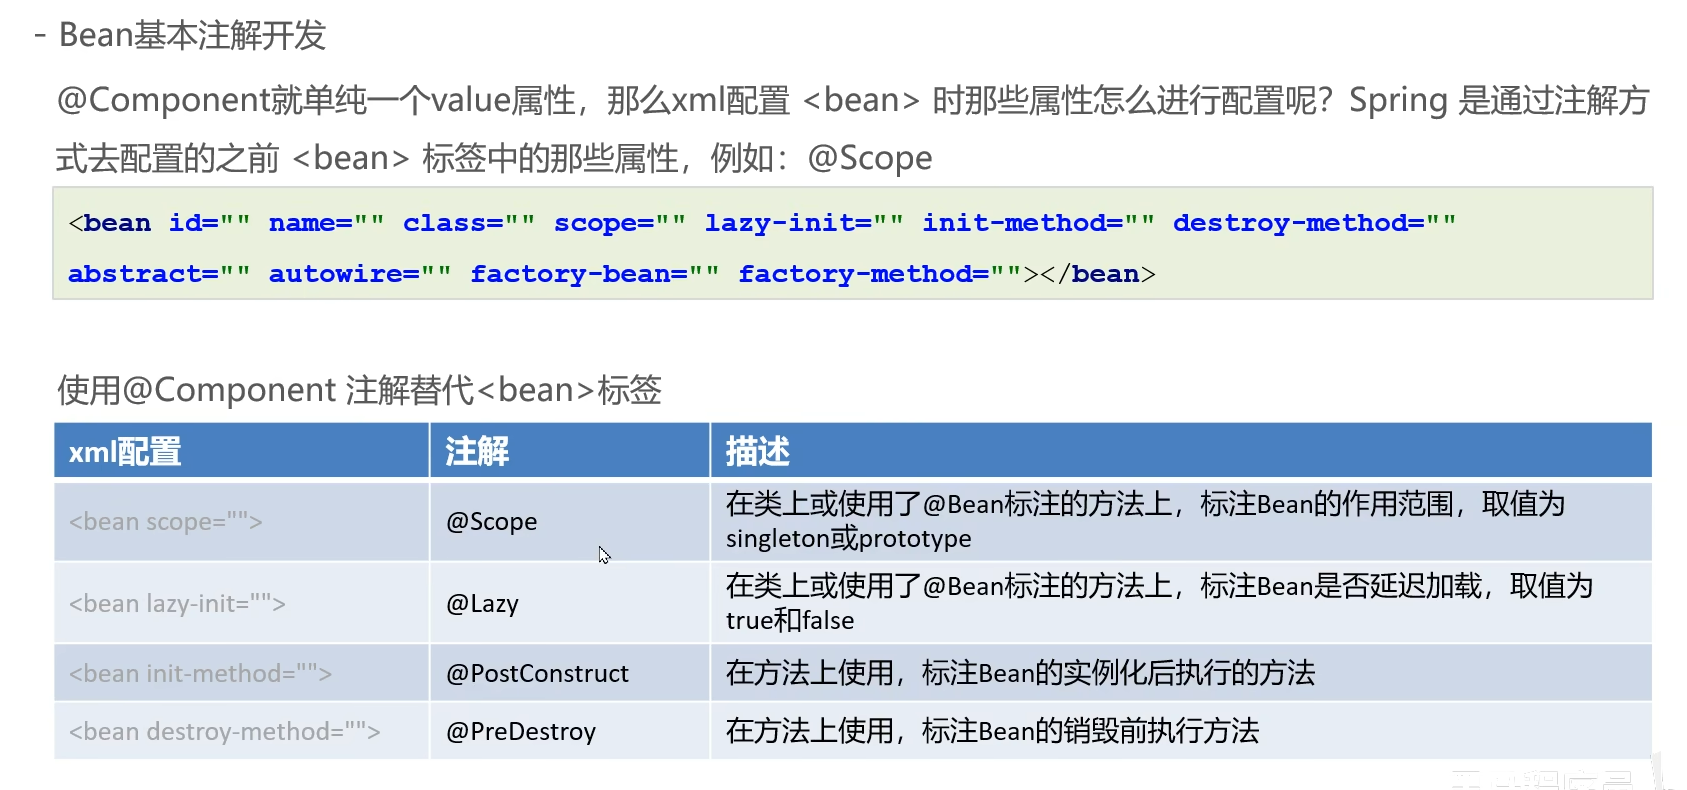 - Bean基本注解开发
@Component就单纯一个value属性，那么xml配置 <bean> 时那些属性怎么进行配置呢？Spring 是通过注解方
式去配置的之前 <bean> 标签中的那些属性，例如：@Scope
<bean id="" name="" class="" scope="" lazy-init="" init-method="" destroy-method=""
abstract="" autowire="" factory-bean="" factory-method=""></bean>
使用@Component 注解替代<bean>标签
xml配置 注解 描述
<bean scope=""> @Scope 在类上或使用了@Bean标注的方法上，标注Bean的作用范围，取值为
singleton或prototype
<bean lazy-init=""> @Lazy 在类上或使用了@Bean标注的方法上，标注Bean是否延迟加载，取值为
true和false
<bean init-method=""> @PostConstruct 在方法上使用，标注Bean的实例化后执行的方法
<bean destroy-method=""> @PreDestroy 在方法上使用，标注Bean的销毁前执行方法